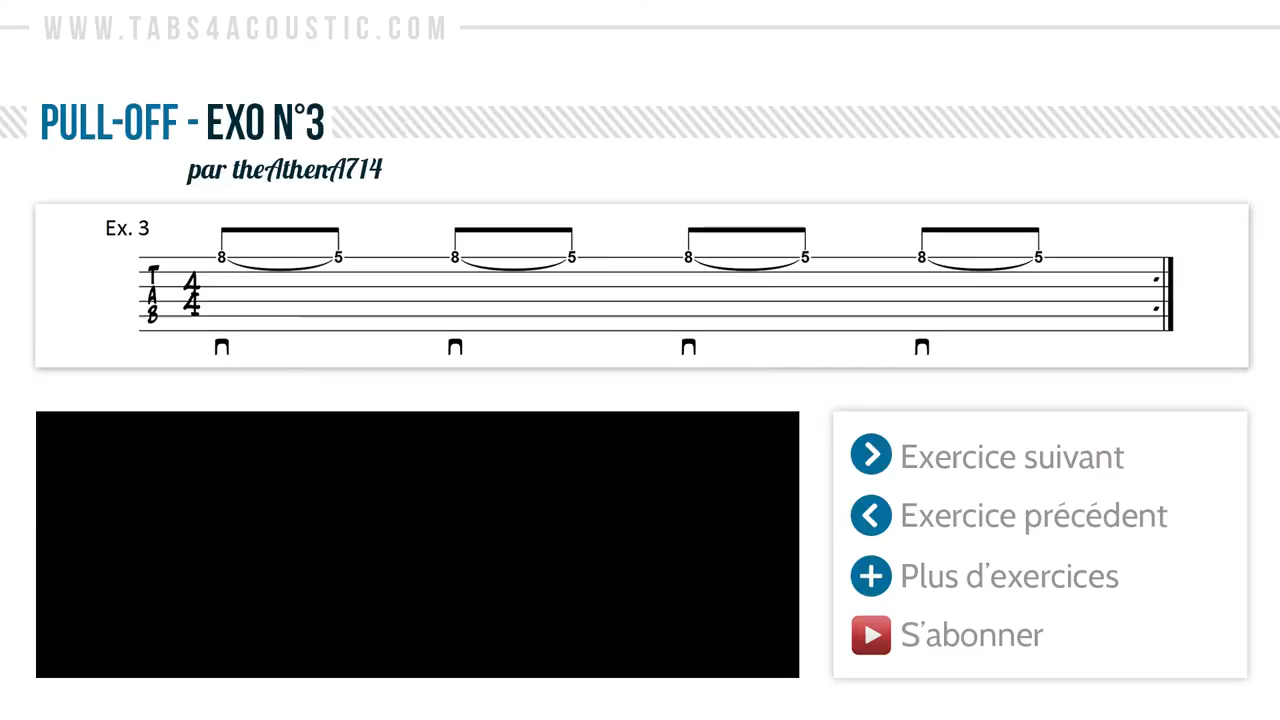 WWW.TABS4ACOUSTIC.COM
PULL-OFF - EXO N°3
par theAthenA714
Ex. 3
8 5 8 5 8 5 8 5
T
A
B
4
4
Exercice suivant
Exercice précédent
Plus d’exercices
S’abonner